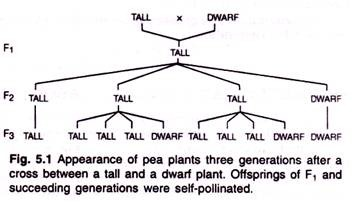 TALL × DWARF
F₁ TALL
F₂ TALL TALL TALL DWARF
F₃ TALL TALL TALL TALL DWARF TALL TALL TALL DWARF DWARF
Fig. 5.1 Appearance of pea plants three generations after a
cross between a tall and a dwarf plant. Offsprings of F₁ and
succeeding generations were self-pollinated.